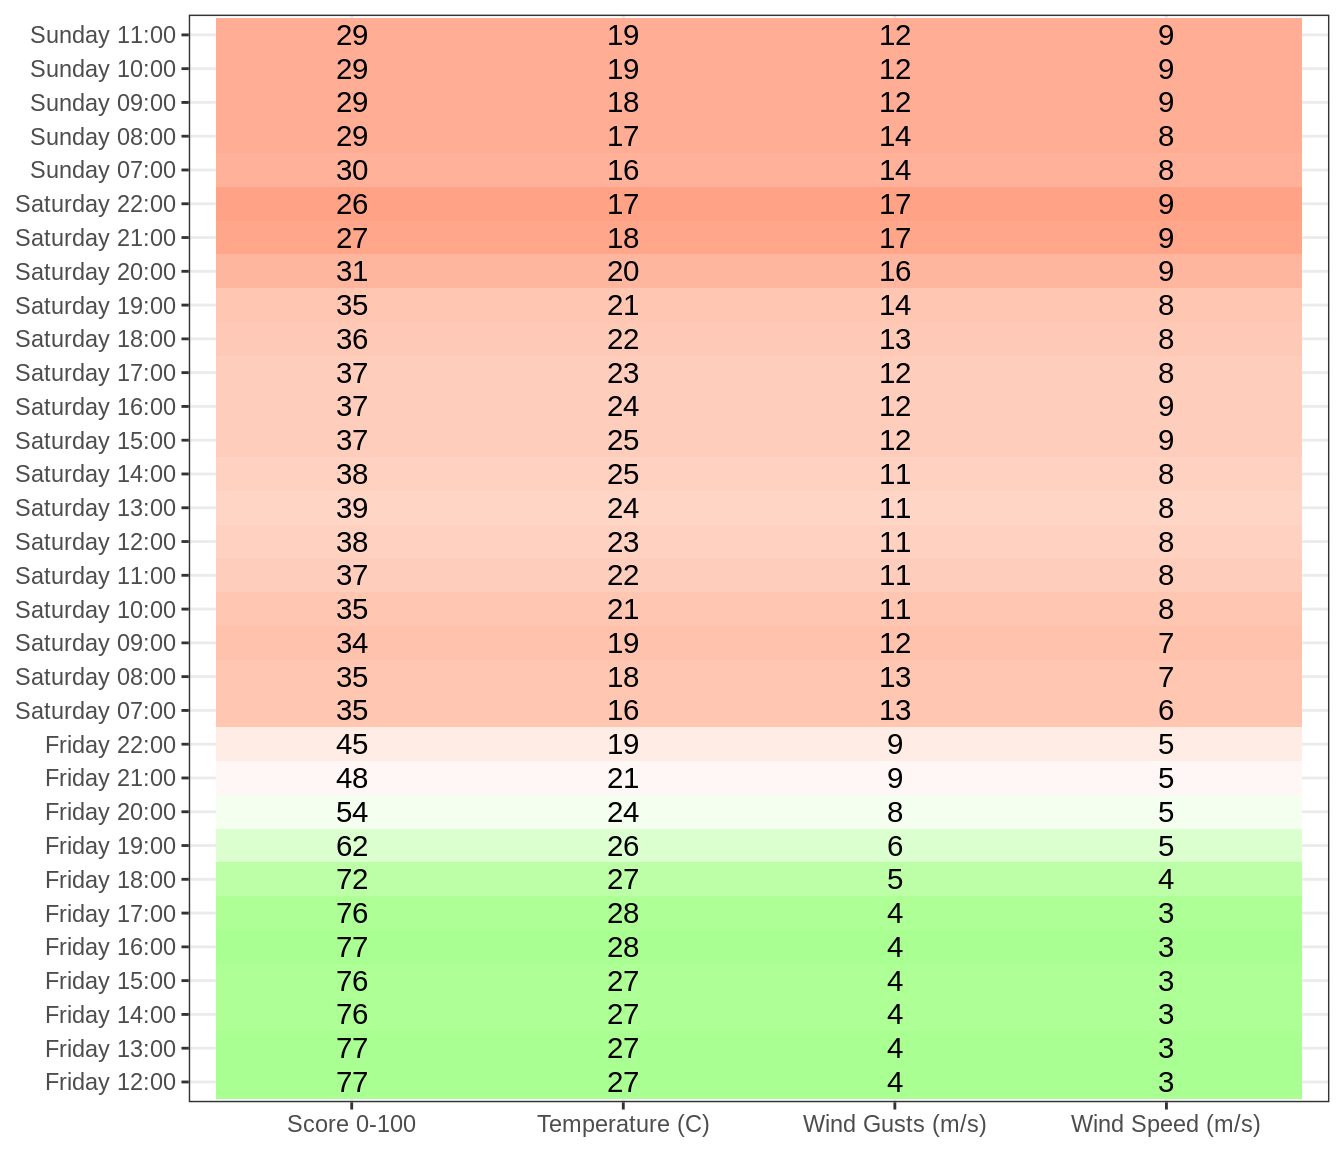 Sunday 11:00 29 19 12 9
Sunday 10:00 29 19 12 9
Sunday 09:00 29 18 12 9
Sunday 08:00 29 17 14 8
Sunday 07:00 30 16 14 8
Saturday 22:00 26 17 17 9
Saturday 21:00 27 18 17 9
Saturday 20:00 31 20 16 9
Saturday 19:00 35 21 14 8
Saturday 18:00 36 22 13 8
Saturday 17:00 37 23 12 8
Saturday 16:00 37 24 12 9
Saturday 15:00 37 25 12 9
Saturday 14:00 38 25 11 8
Saturday 13:00 39 24 11 8
Saturday 12:00 38 23 11 8
Saturday 11:00 37 22 11 8
Saturday 10:00 35 21 11 8
Saturday 09:00 34 19 12 7
Saturday 08:00 35 18 13 7
Saturday 07:00 35 16 13 6
Friday 22:00 45 19 9 5
Friday 21:00 48 21 9 5
Friday 20:00 54 24 8 5
Friday 19:00 62 26 6 5
Friday 18:00 72 27 5 4
Friday 17:00 76 28 4 3
Friday 16:00 77 28 4 3
Friday 15:00 76 27 4 3
Friday 14:00 76 27 4 3
Friday 13:00 77 27 4 3
Friday 12:00 77 27 4 3
Score 0-100 Temperature (C) Wind Gusts (m/s) Wind Speed (m/s)